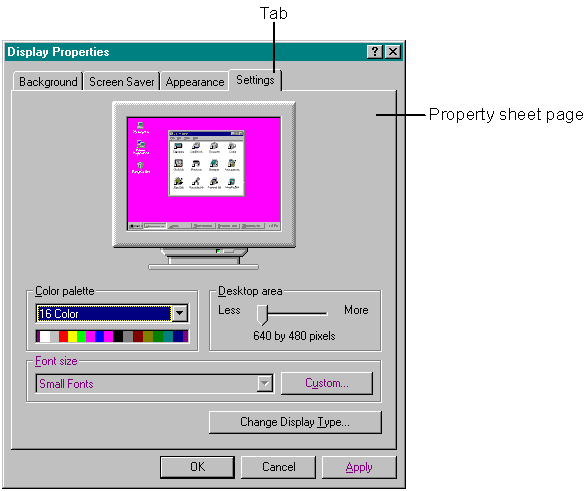 Tab
Display Properties
Background Screen Saver Appearance Settings
Property sheet page
Color palette
16 Color
Desktop area
Less More
640 by 480 pixels
Font size
Small Fonts
Custom...
Change Display Type...
OK Cancel Apply